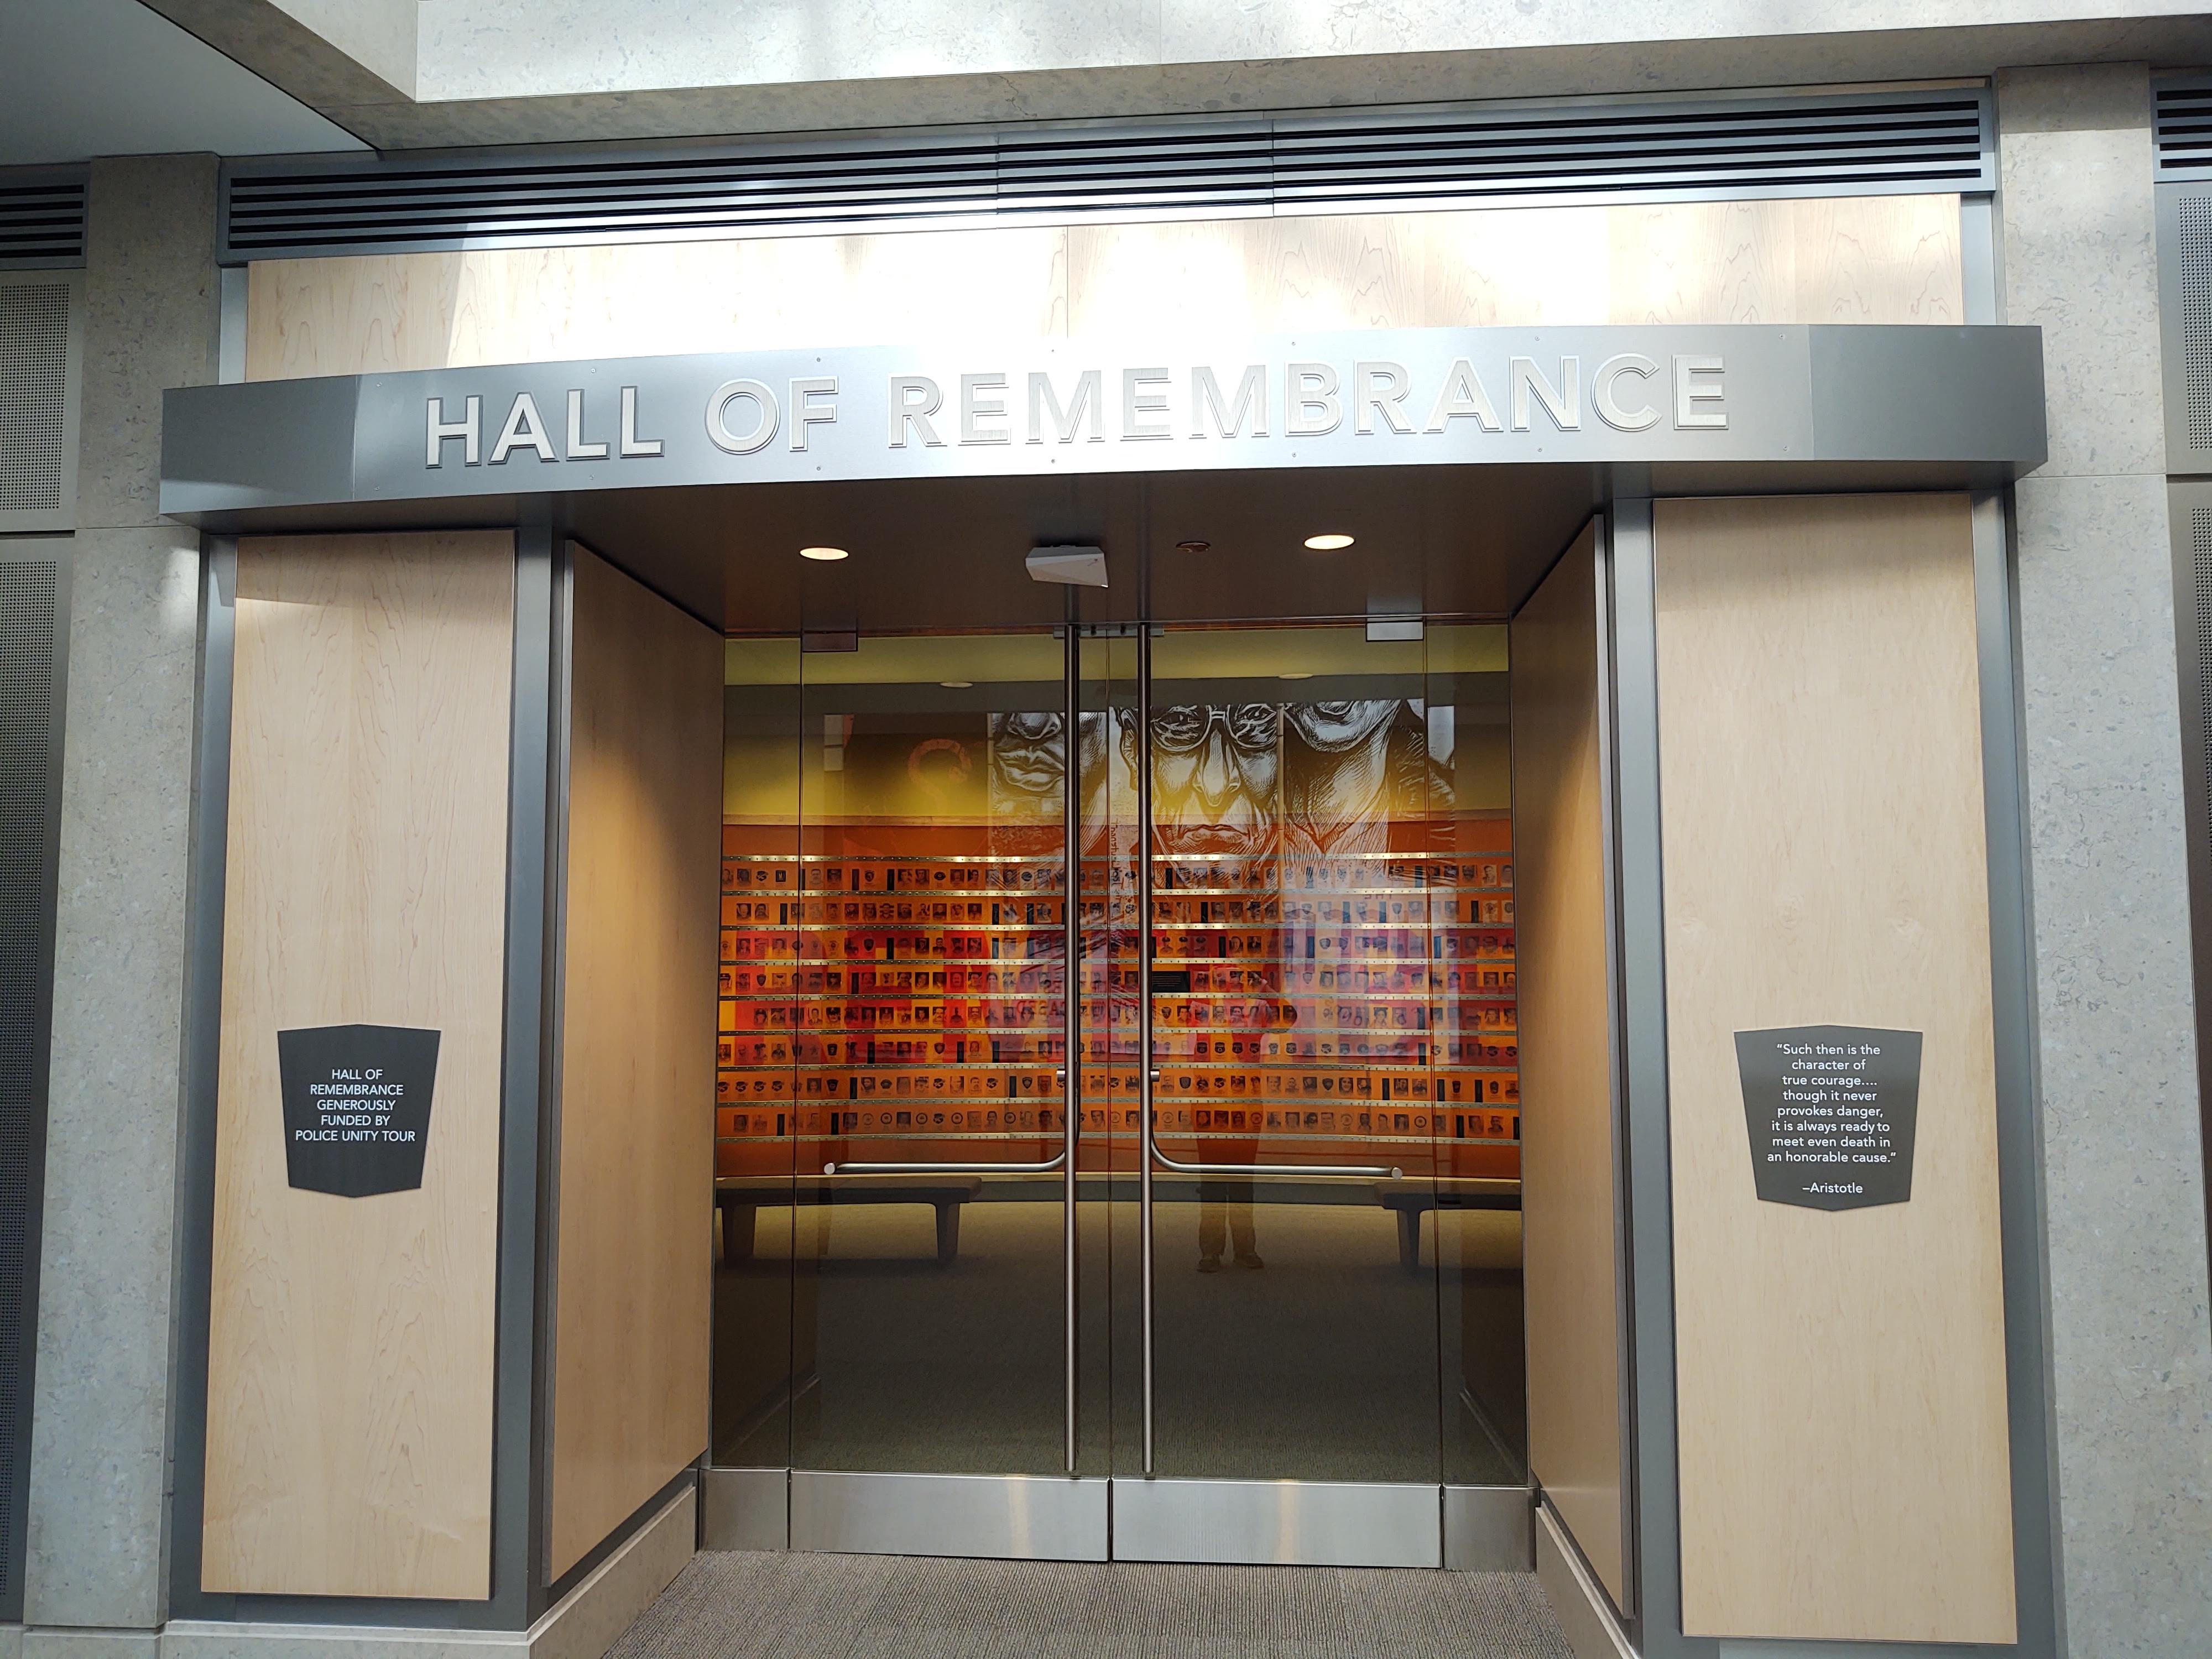 HALL OF REMEMBRANCE
HALL OF
REMEMBRANCE
GENEROUSLY
FUNDED BY
POLICE UNITY TOUR
“Such then is the
character of
true courage....
though it never
provokes danger,
it is always ready to
meet even death in
an honorable cause.”
–Aristotle